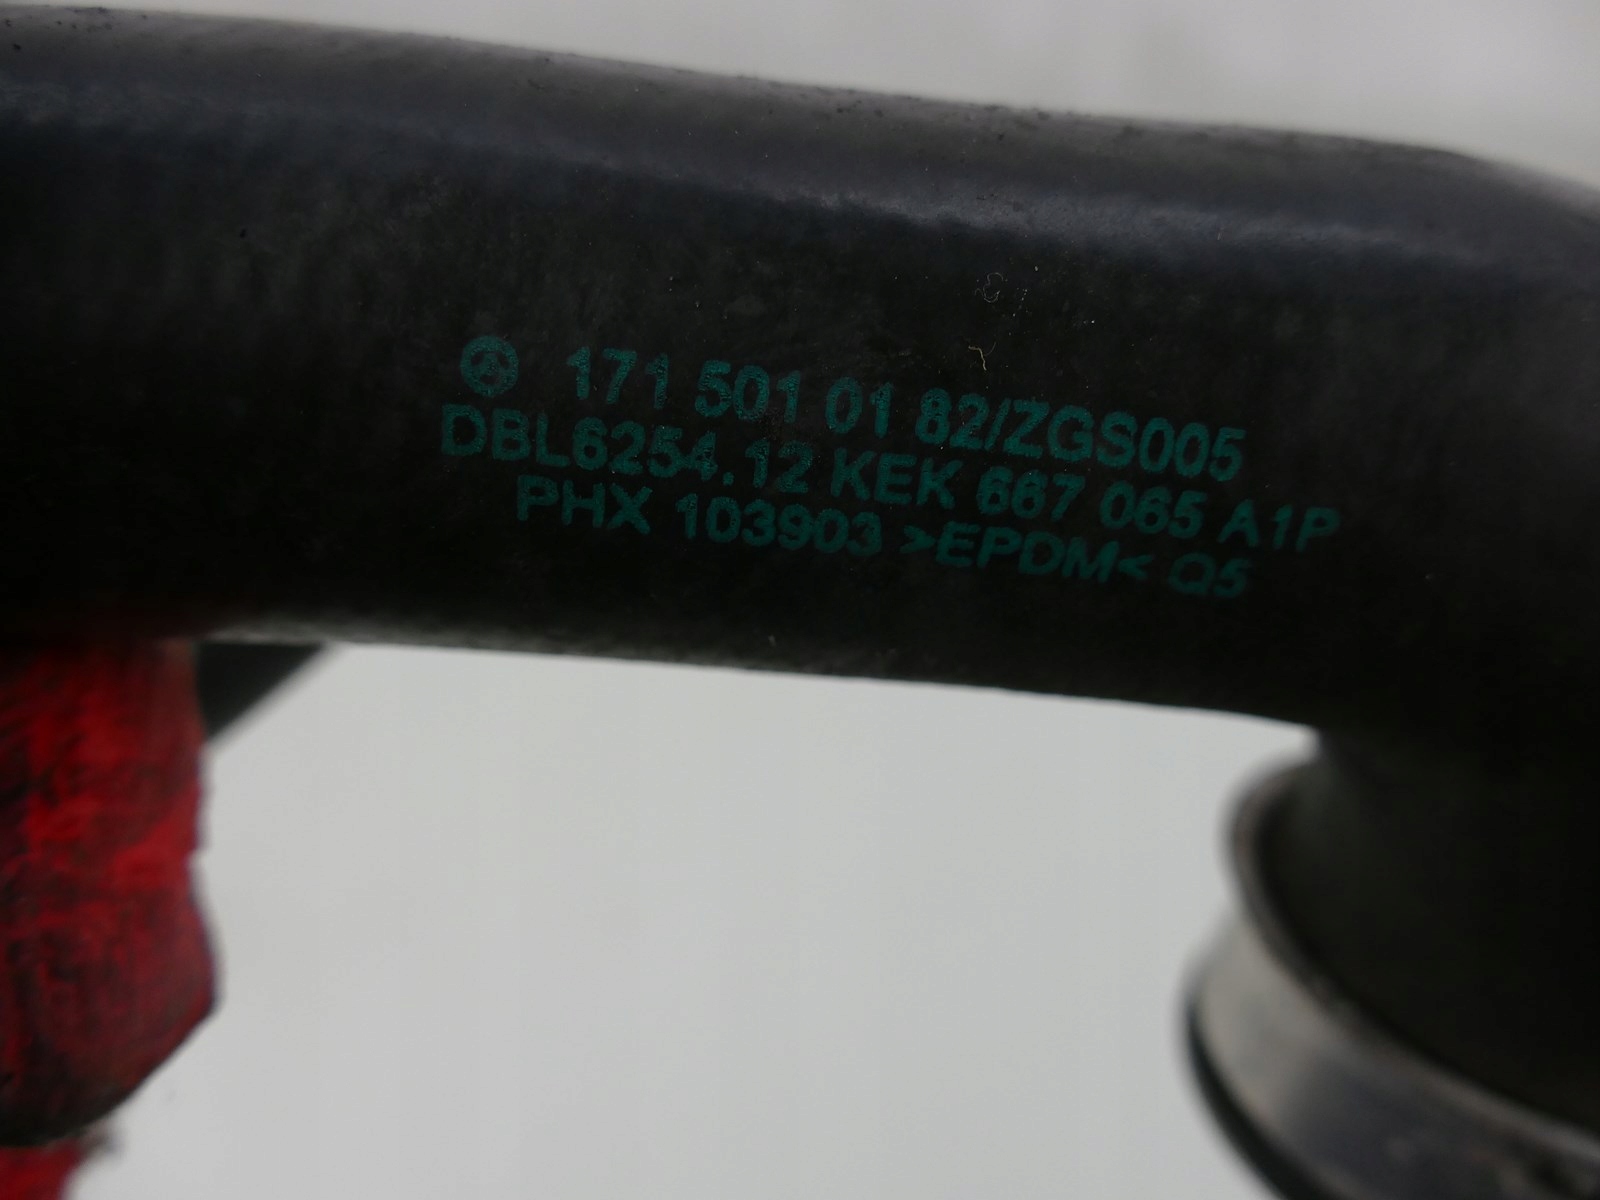 171 501 01 82/ZGS005
DBL6254.12 KEK 667 065 A1P
PHX 103903 >EPDM< Q5